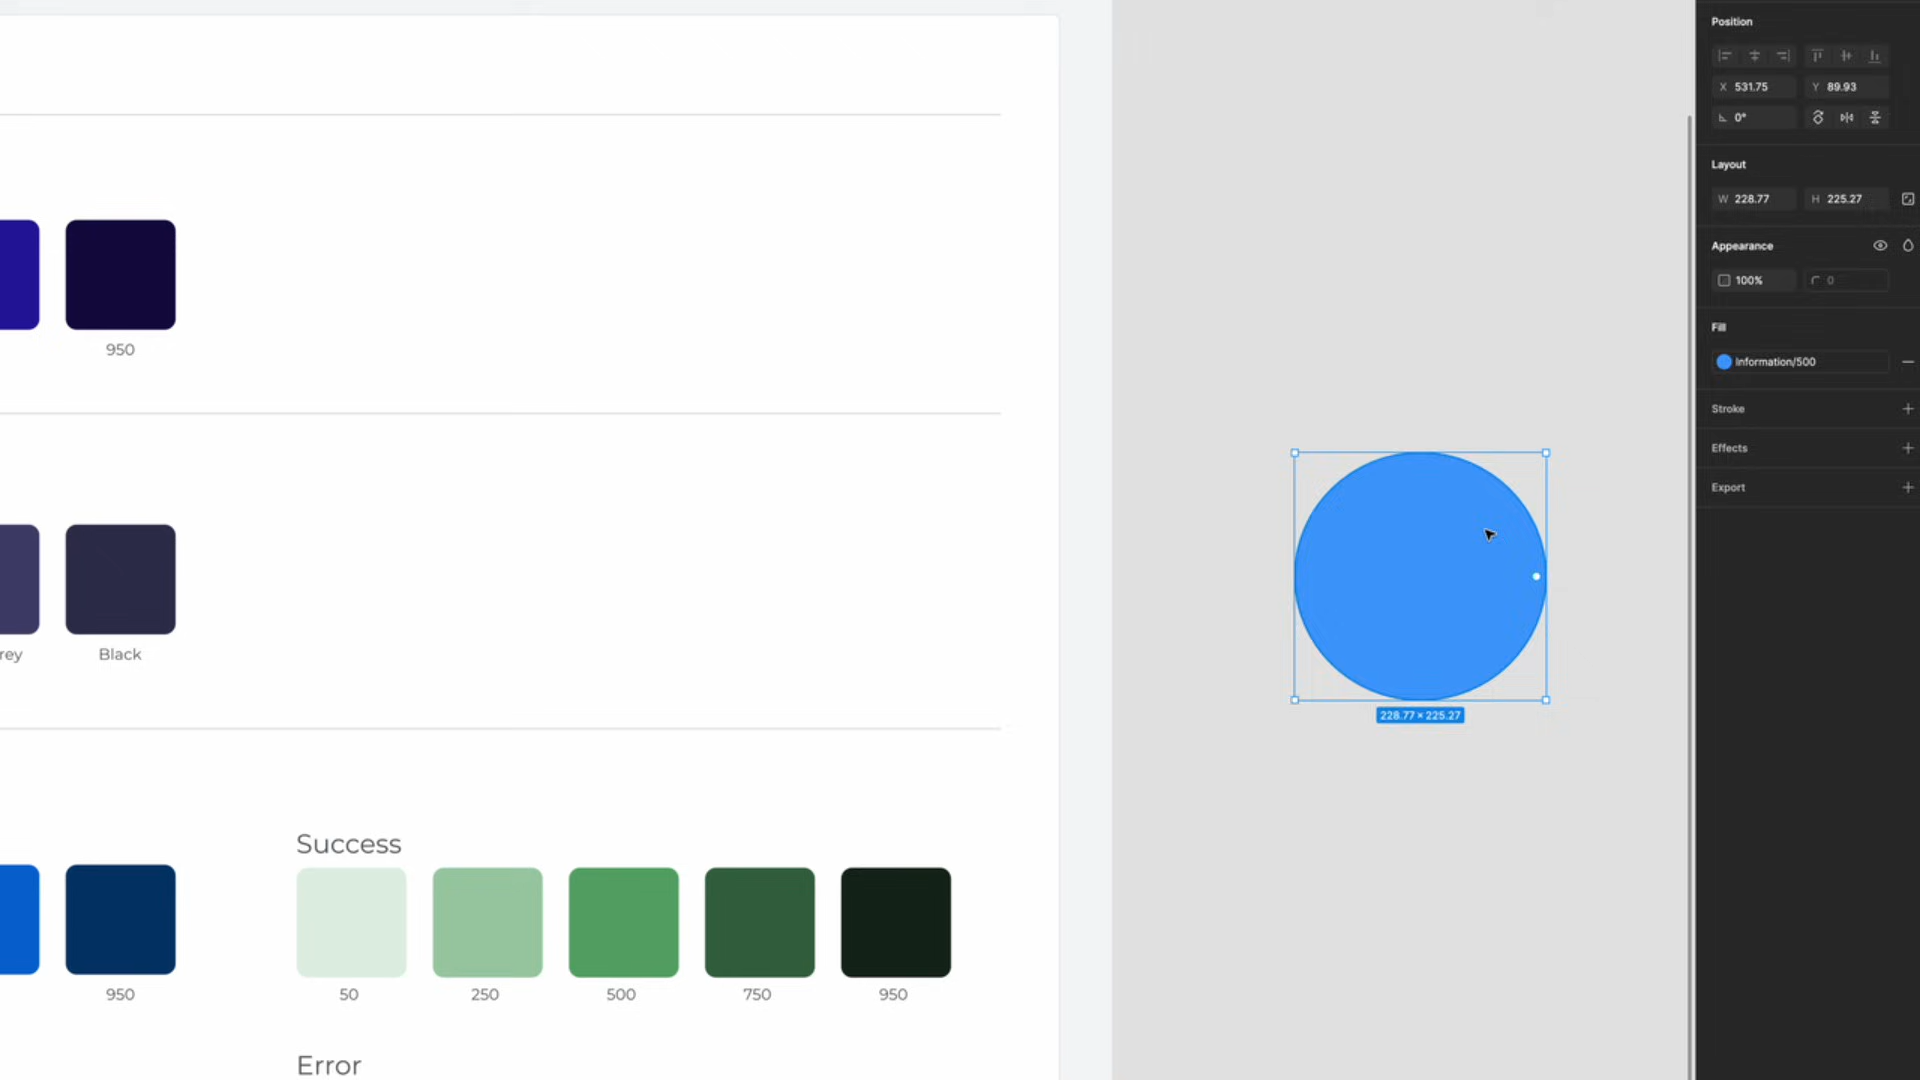 950
rey
Black
950
Success
50
250
500
750
950
Error
228.77 × 225.27
Position
X 531.75
Y 89.93
0°
Layout
W 228.77
H 225.27
Appearance
100%
0
Fill
Information/500
Stroke
Effects
Export